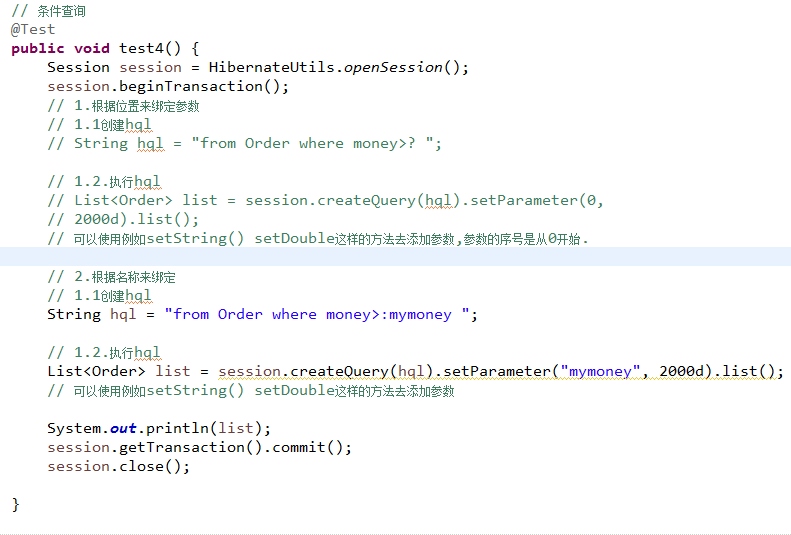 // 条件查询
@Test
public void test4() {
Session session = HibernateUtils.openSession();
session.beginTransaction();
// 1.根据位置来绑定参数
// 1.1创建hql
// String hql = "from Order where money>? ";
// 1.2.执行hql
// List<Order> list = session.createQuery(hql).setParameter(0,
// 2000d).list();
// 可以使用例如setString() setDouble这样的方法去添加参数,参数的序号是从0开始.
// 2.根据名称来绑定
// 1.1创建hql
String hql = "from Order where money>:mymoney ";
// 1.2.执行hql
List<Order> list = session.createQuery(hql).setParameter("mymoney", 2000d).list();
// 可以使用例如setString() setDouble这样的方法去添加参数
System.out.println(list);
session.getTransaction().commit();
session.close();
}